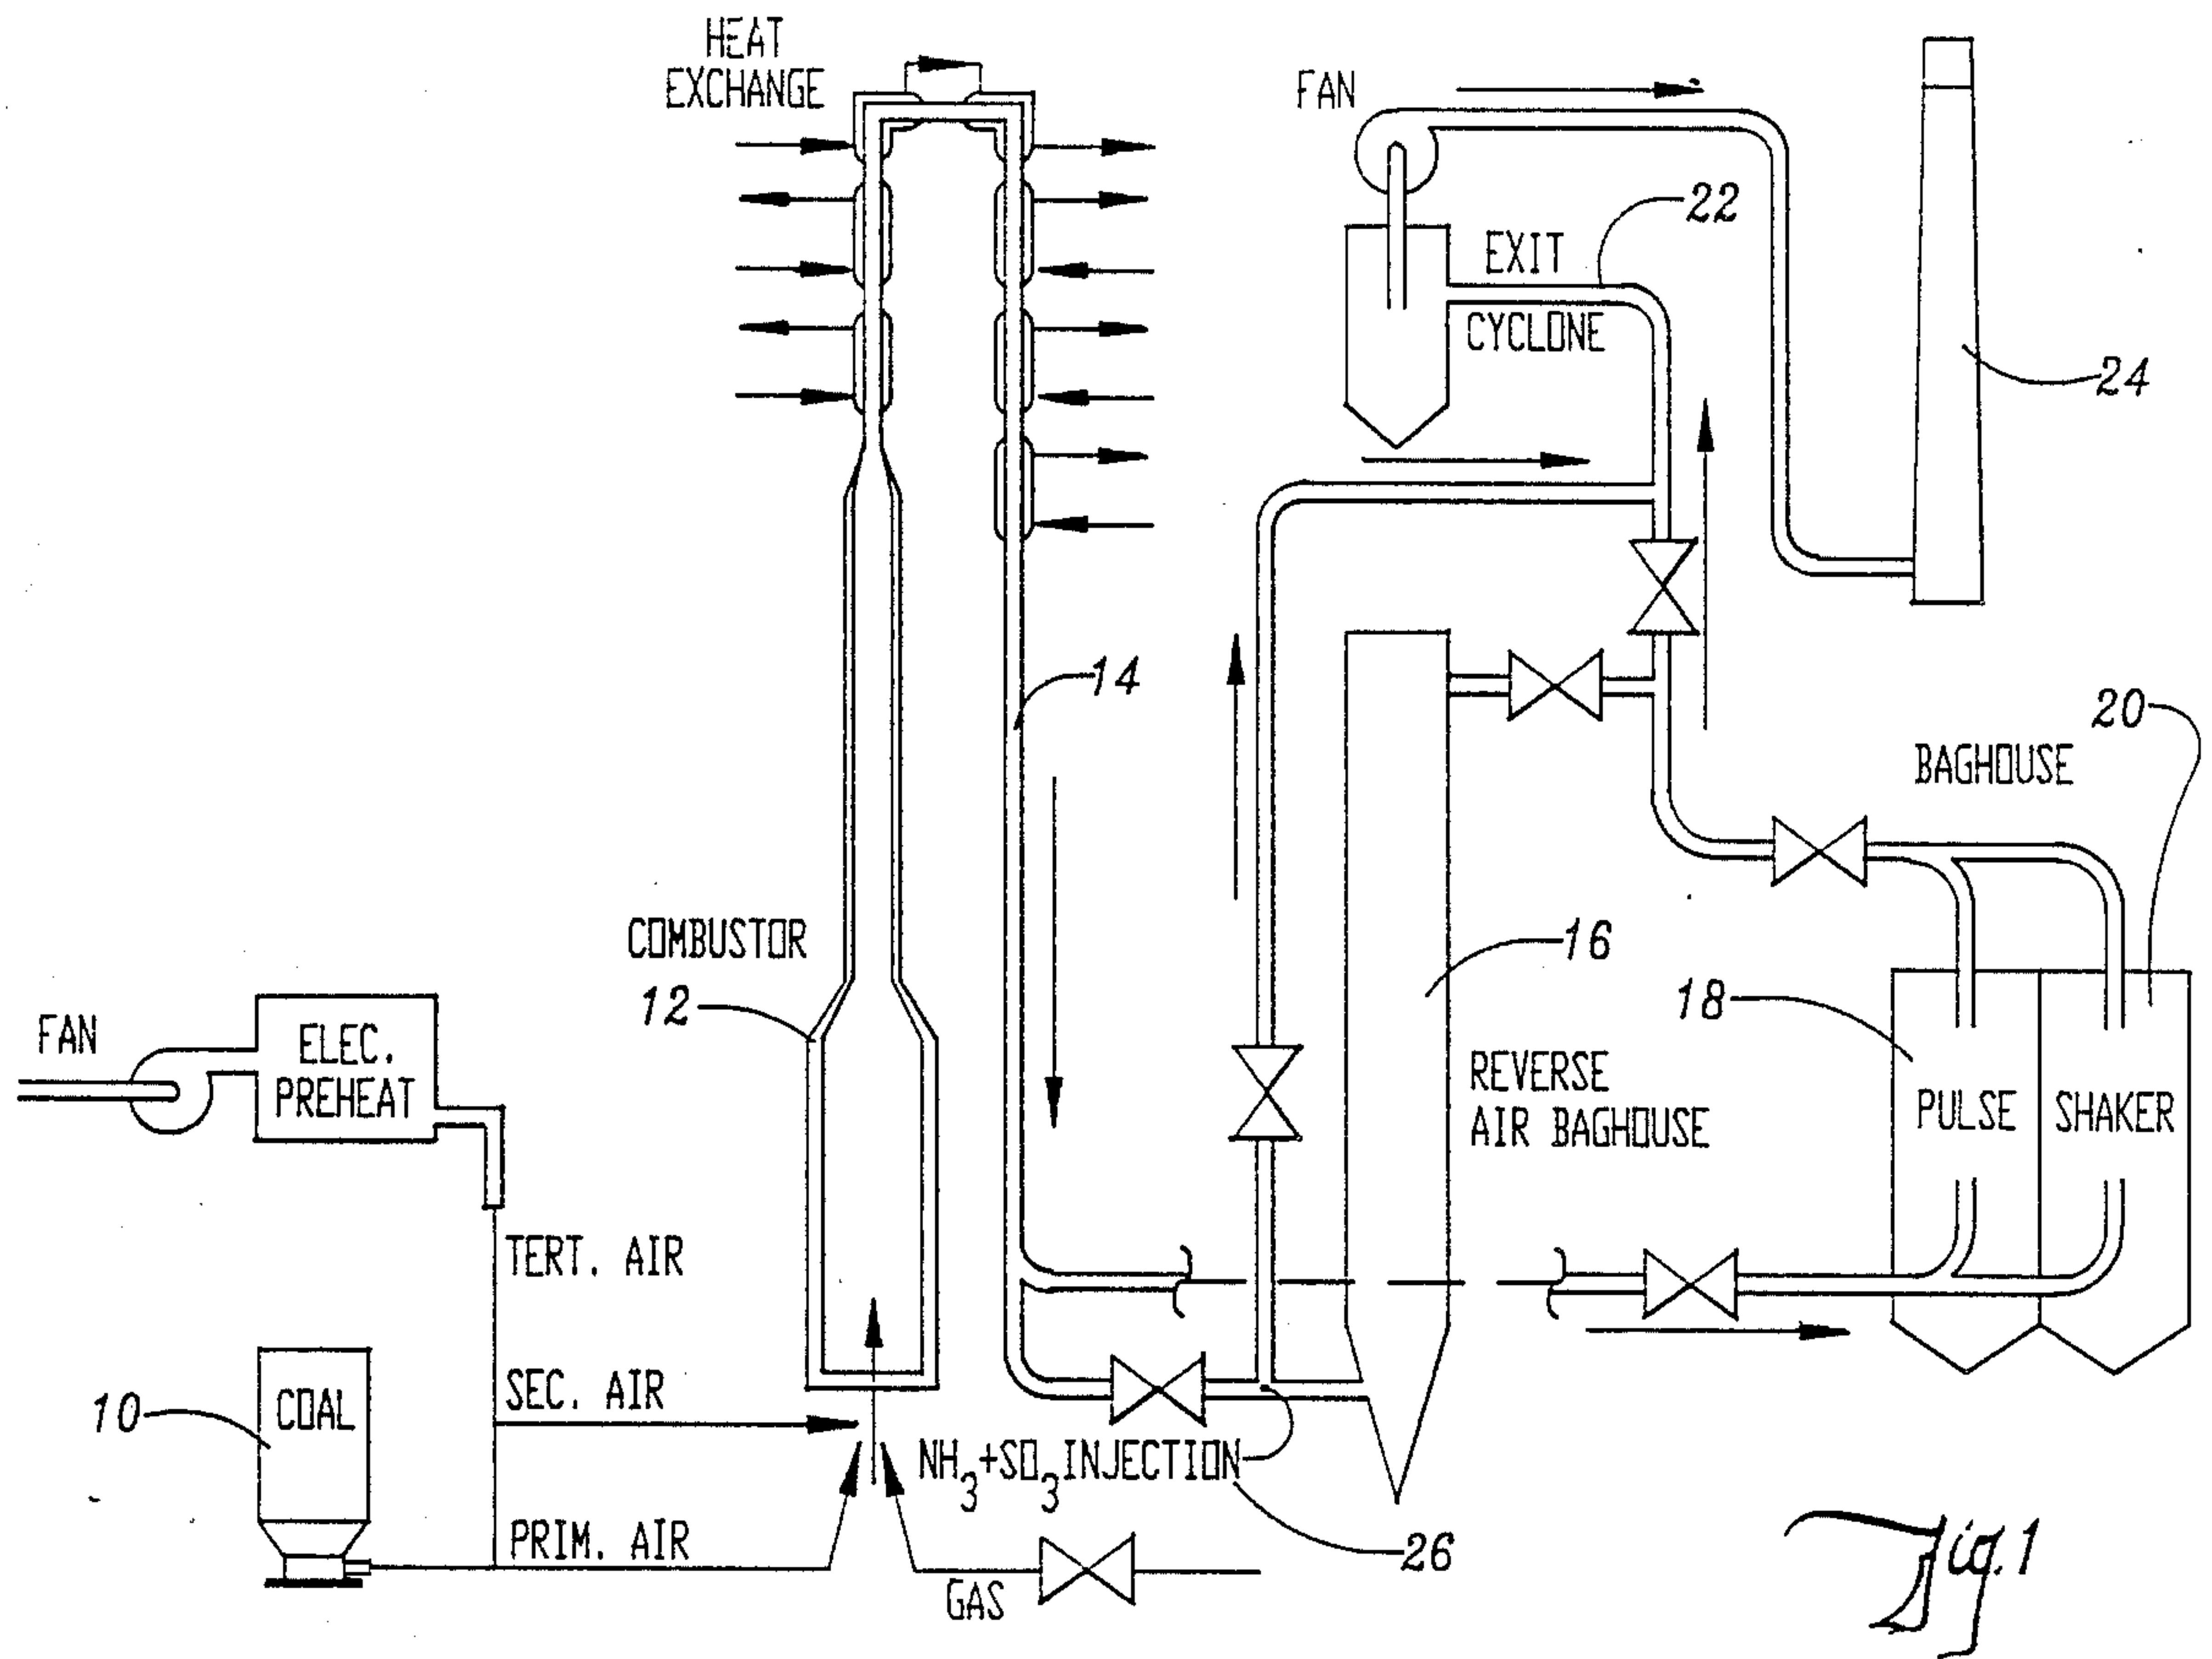 HEAT
EXCHANGE
FAN
22
EXIT
CYCLONE
24
14
20
BAGHOUSE
COMBUSTOR
12
16
18
FAN
ELEC.
PREHEAT
REVERSE
AIR BAGHOUSE
PULSE
SHAKER
TERT. AIR
10
COAL
SEC. AIR
NH3+SO3 INJECTION
PRIM. AIR
26
GAS
Fig. 1